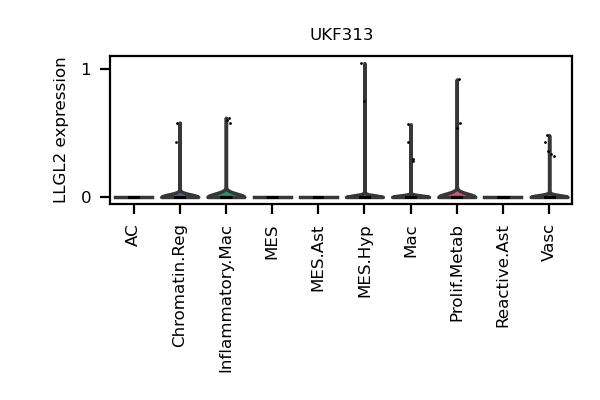 UKF313
LLGL2 expression
1
0
AC
Chromatin.Reg
Inflammatory.Mac
MES
MES.Ast
MES.Hyp
Mac
Prolif.Metab
Reactive.Ast
Vasc